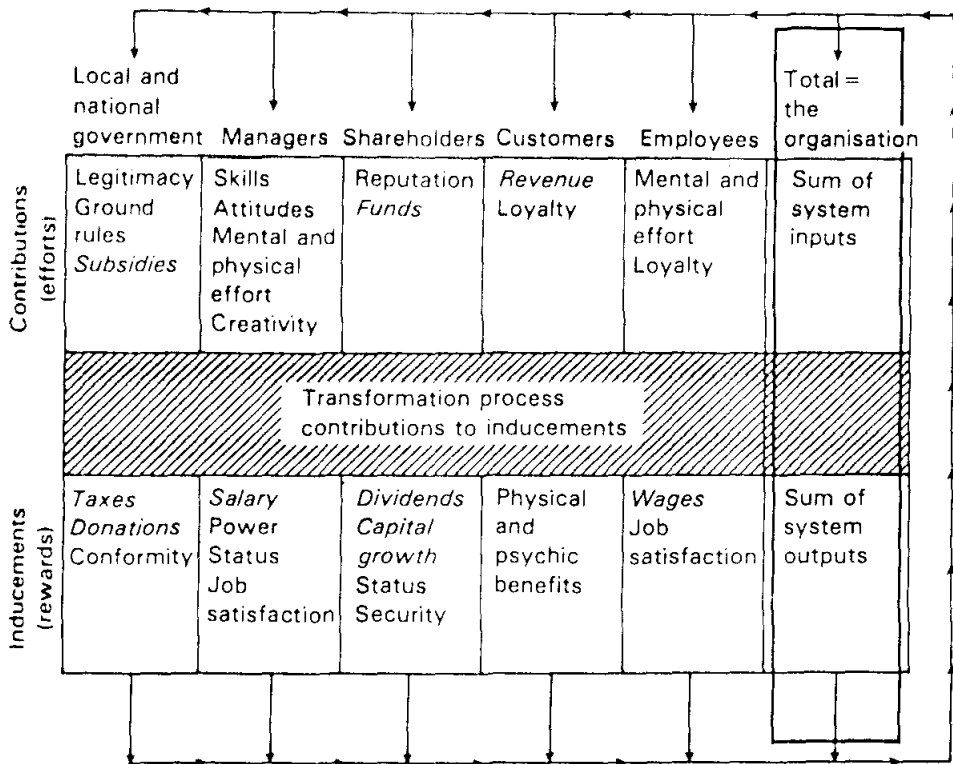 Local and
national
government
Managers
Shareholders
Customers
Employees
Total =
the
organisation
Contributions
(efforts)
Legitimacy
Ground
rules
Subsidies
Skills
Attitudes
Mental and
physical
effort
Creativity
Reputation
Funds
Revenue
Loyalty
Mental and
physical
effort
Loyalty
Sum of
system
inputs
Transformation process
contributions to inducements
Inducements
(rewards)
Taxes
Donations
Conformity
Salary
Power
Status
Job
satisfaction
Dividends
Capital
growth
Status
Security
Physical
and
psychic
benefits
Wages
Job
satisfaction
Sum of
system
outputs